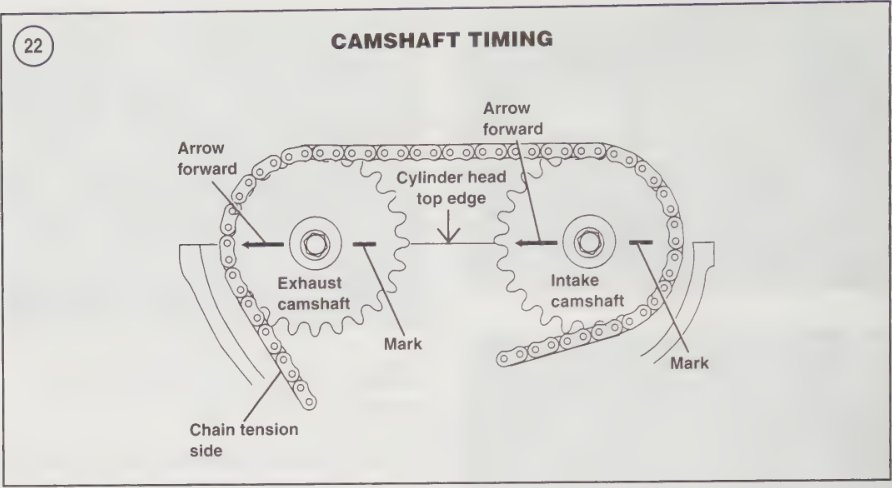 22
CAMSHAFT TIMING
Arrow
forward
Arrow
forward
Cylinder head
top edge
Exhaust
camshaft
Intake
camshaft
Mark
Mark
Chain tension
side